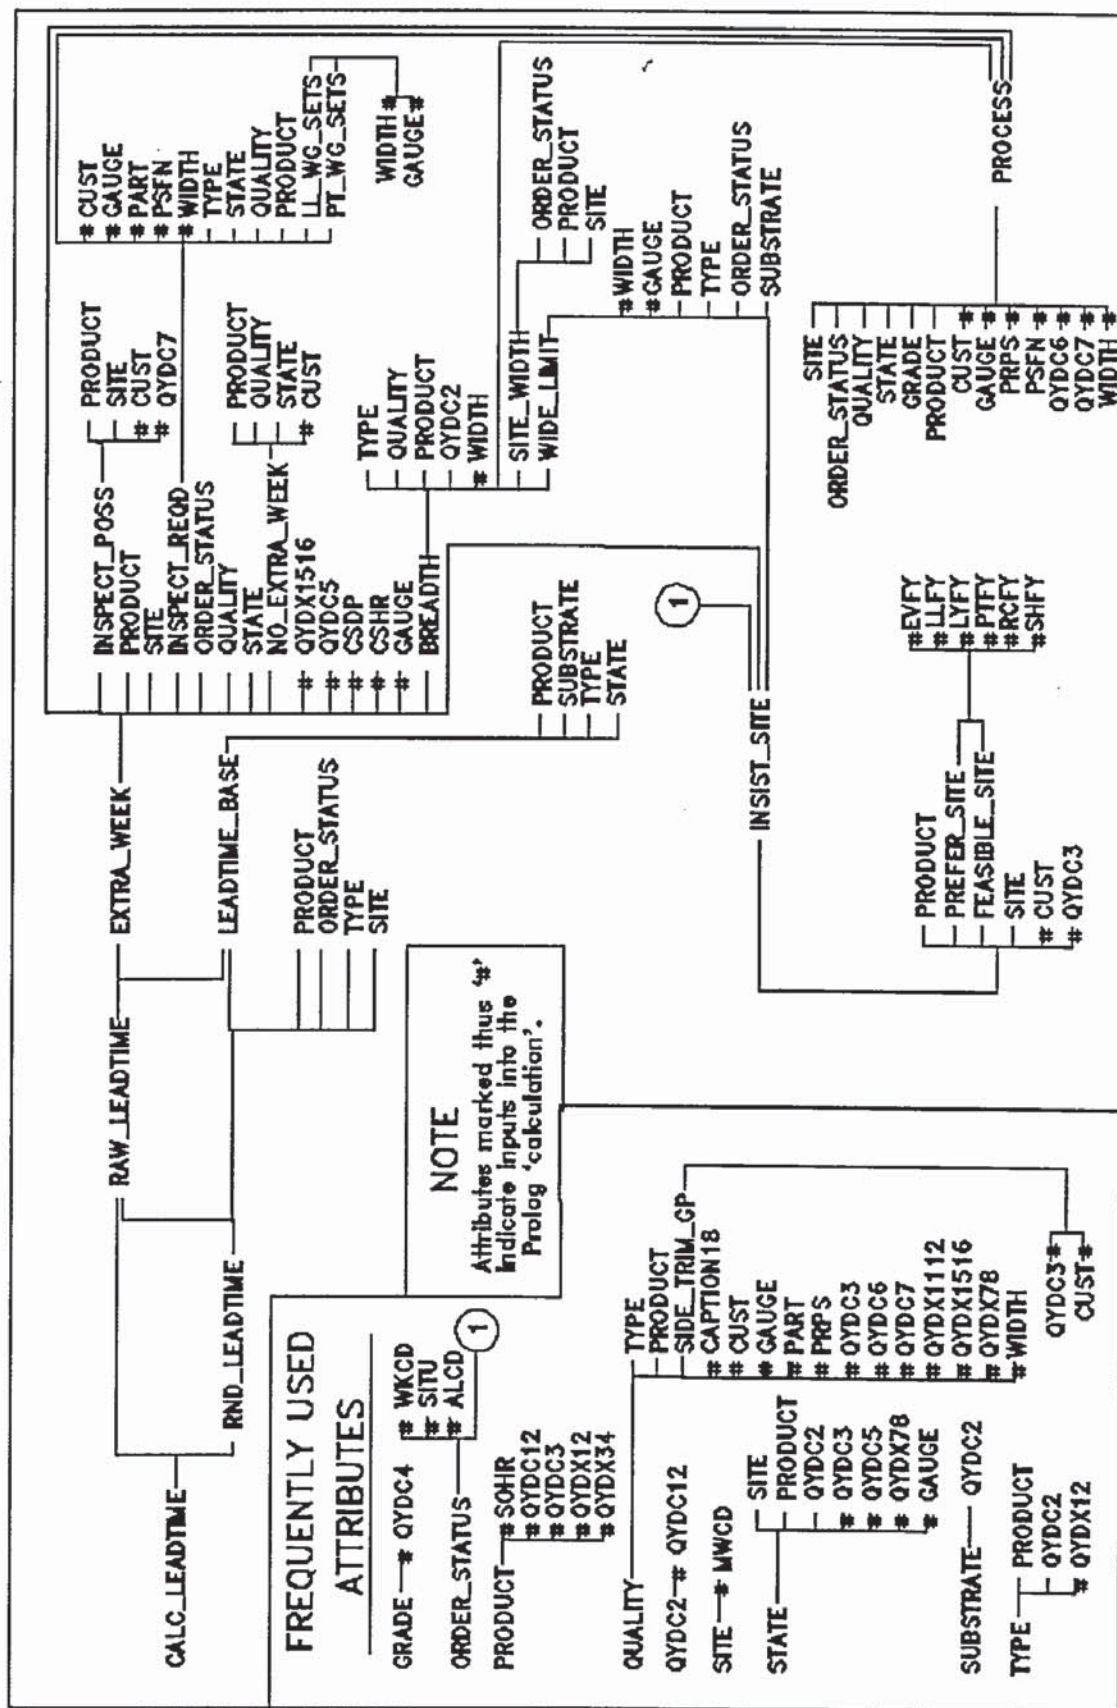 CALC_LEADTIME
RAW_LEADTIME
RND_LEADTIME
EXTRA_WEEK
LEADTIME_BASE
PRODUCT
ORDER_STATUS
TYPE
SITE
INSPECT_POSS
PRODUCT
SITE
INSPECT_REQD
ORDER_STATUS
QUALITY
STATE
NO_EXTRA_WEEK
# QYDX1516
# QYDC5
# CSDP
# CSHR
# GAUGE
BREADTH
PRODUCT
SITE
# CUST
# QYDC7
PRODUCT
QUALITY
STATE
# CUST
# CUST
# GAUGE
# PART
# PSFN
# WIDTH
TYPE
STATE
QUALITY
PRODUCT
LL_WG_SETS
PT_WG_SETS
WIDTH #
GAUGE #
PRODUCT
SUBSTRATE
TYPE
STATE
TYPE
QUALITY
PRODUCT
QYDC2
# WIDTH
SITE_WIDTH
WIDE_LIMIT
ORDER_STATUS
PRODUCT
SITE
# WIDTH
# GAUGE
PRODUCT
TYPE
ORDER_STATUS
SUBSTRATE
1
INSIST_SITE
PRODUCT
PREFER_SITE
FEASIBLE_SITE
SITE
# CUST
# QYDC3
#EVFY
#LLFY
#LYFY
#PTFY
#RCFY
#SHFY
PROCESS
SITE
ORDER_STATUS
QUALITY
STATE
GRADE
PRODUCT
CUST #
GAUGE #
PRPS #
PSFN #
QYDC6 #
QYDC7 #
WIDTH #
NOTE
Attributes marked thus '#'
indicate inputs into the
Prolog 'calculation'.
FREQUENTLY USED
ATTRIBUTES
GRADE # QYDC4
ORDER_STATUS
# WKCD
# SITU
# ALCD
1
PRODUCT
# SOHR
# QYDC12
# QYDC3
# QYDX12
# QYDX34
QUALITY
TYPE
PRODUCT
SIDE_TRIM_GP
# CAPTION18
# CUST
# GAUGE
# PART
# PRPS
# QYDC3
# QYDC6
# QYDC7
# QYDX1112
# QYDX1516
# QYDX78
# WIDTH
QYDC3 #
CUST #
QYDC2 # QYDC12
SITE # MWCD
STATE
SITE
PRODUCT
QYDC2
# QYDC3
# QYDC5
# QYDX78
# GAUGE
SUBSTRATE QYDC2
TYPE
PRODUCT
QYDC2
# QYDX12